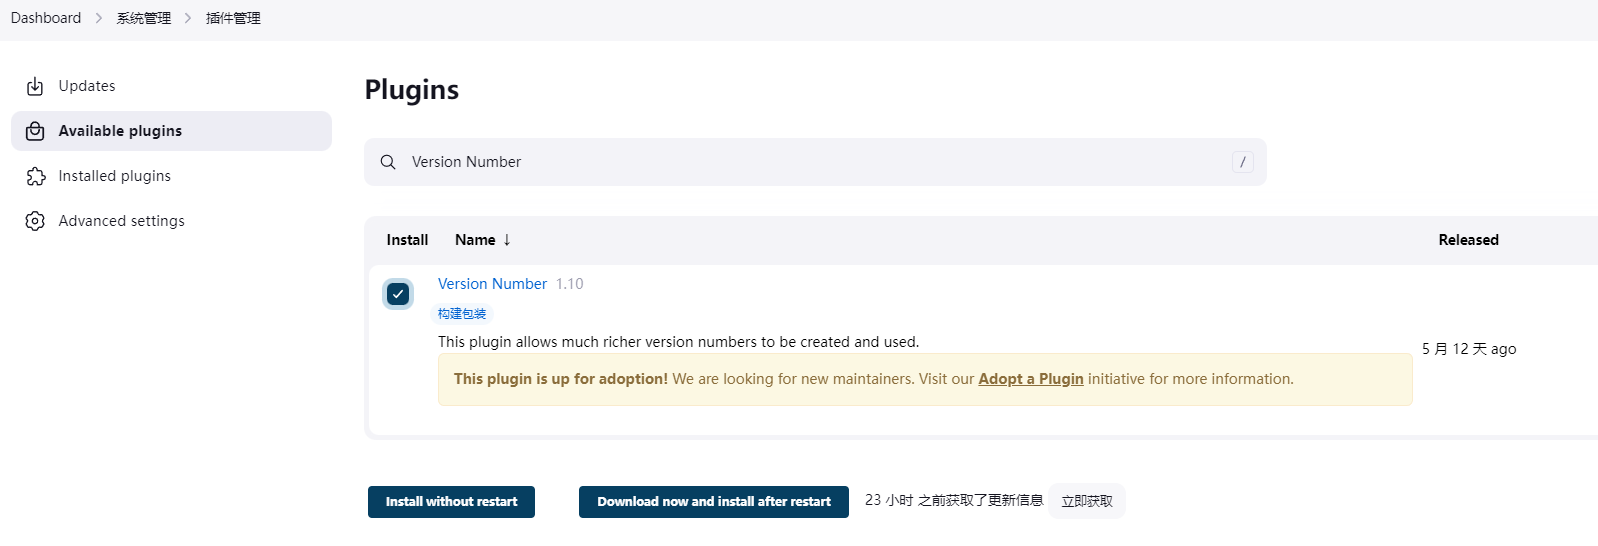 Dashboard 系统管理 插件管理
Updates
Available plugins
Installed plugins
Advanced settings
Plugins
Version Number /
Install Name ↓ Released
Version Number 1.10
构建包装
This plugin allows much richer version numbers to be created and used.
This plugin is up for adoption! We are looking for new maintainers. Visit our Adopt a Plugin initiative for more information.
5 月 12 天 ago
Install without restart Download now and install after restart 23 小时 之前获取了更新信息 立即获取